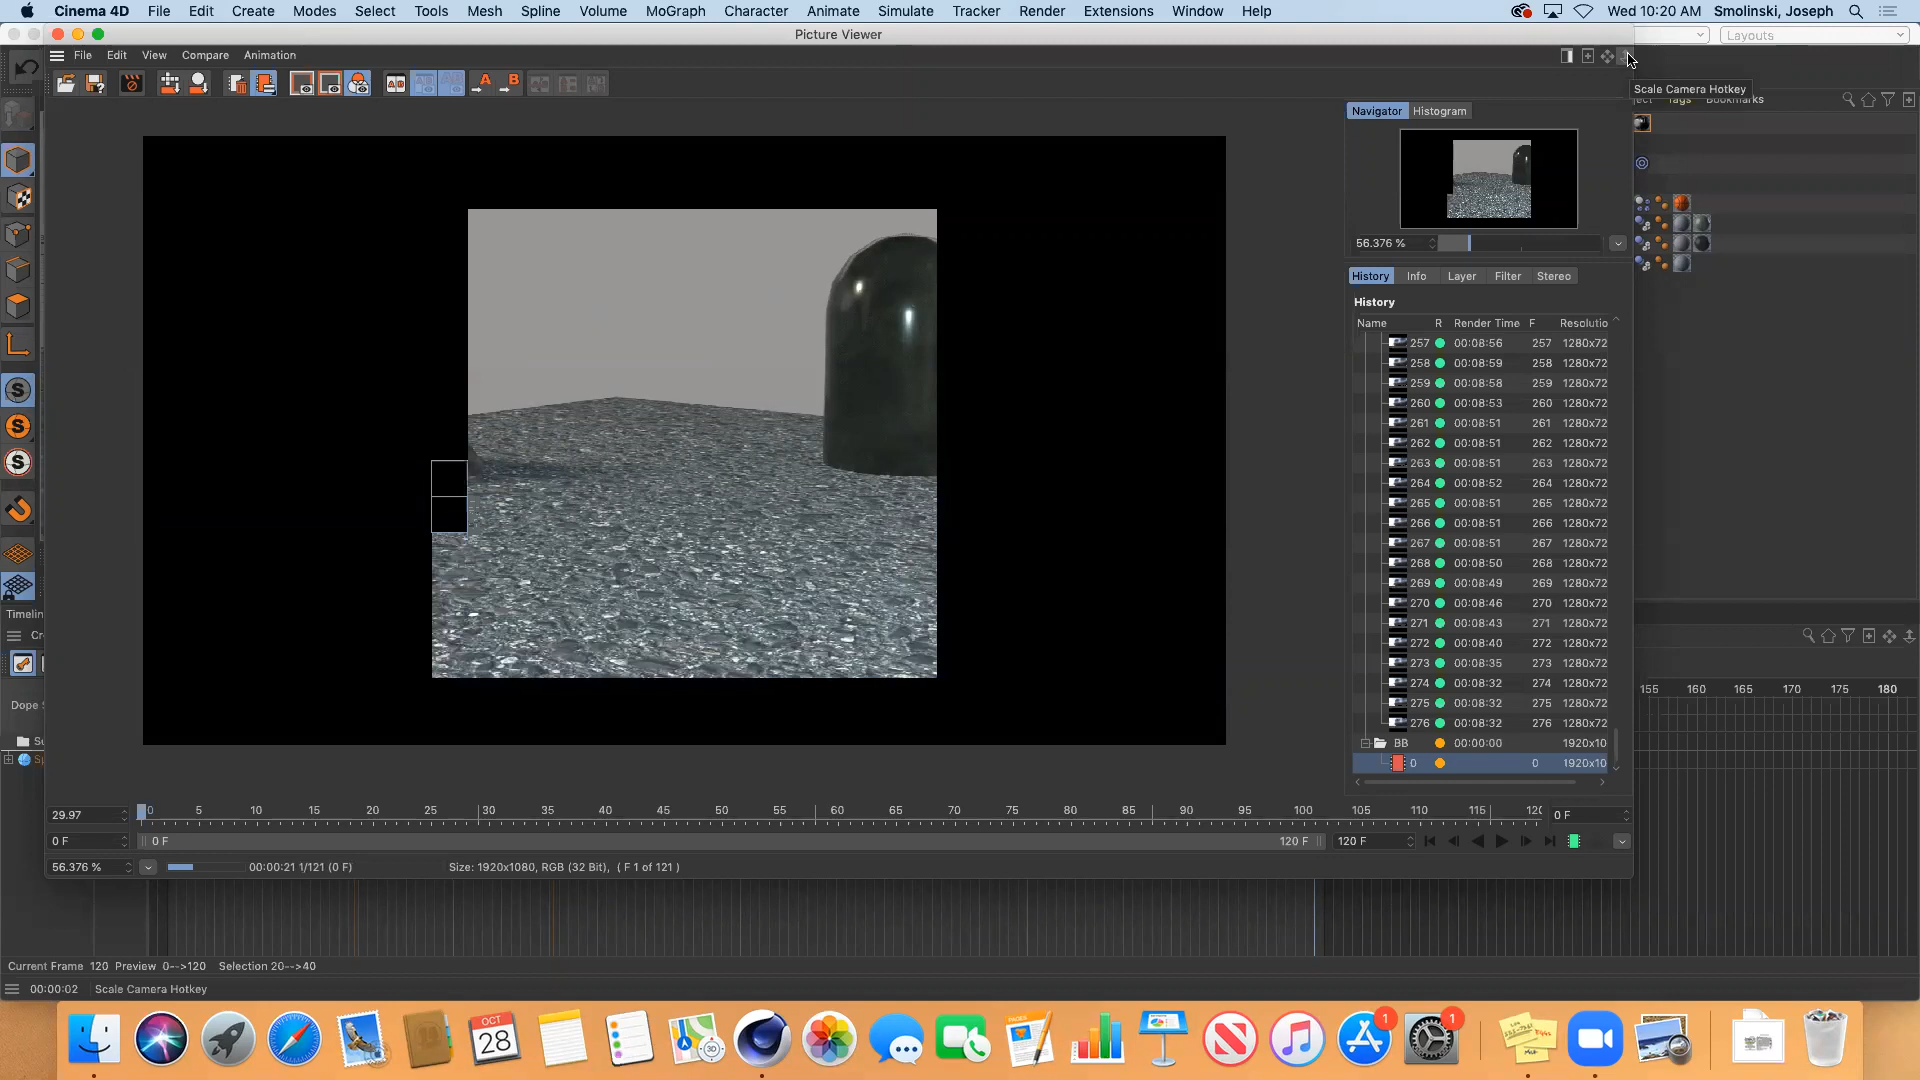 Cinema 4D File Edit Create Modes Select Tools Mesh Spline Volume MoGraph Character Animate Simulate Tracker Render Extensions Window Help Wed 10:20 AM Smolinski, Joseph
Picture Viewer
Layouts
File Edit View Compare Animation
Scale Camera Hotkey
Tags Bookmarks
A B
Navigator Histogram
56.376 %
History Info Layer Filter Stereo
History
Name R Render Time F Resolutio
257 00:08:56 257 1280x72
258 00:08:59 258 1280x72
259 00:08:58 259 1280x72
260 00:08:53 260 1280x72
261 00:08:51 261 1280x72
262 00:08:51 262 1280x72
263 00:08:51 263 1280x72
264 00:08:52 264 1280x72
265 00:08:51 265 1280x72
266 00:08:51 266 1280x72
267 00:08:51 267 1280x72
268 00:08:50 268 1280x72
269 00:08:49 269 1280x72
270 00:08:46 270 1280x72
271 00:08:43 271 1280x72
272 00:08:40 272 1280x72
273 00:08:35 273 1280x72
274 00:08:32 274 1280x72
275 00:08:32 275 1280x72
276 00:08:32 276 1280x72
BB 00:00:00 1920x10
0 0 1920x10
Timelin
Cr
Dope S
Su
Sp
155 160 165 170 175 180
29.97 0 5 10 15 20 25 30 35 40 45 50 55 60 65 70 75 80 85 90 95 100 105 110 115 120 0 F
0 F 0 F 120 F 120 F
56.376 % 00:00:21 1/121 (0 F) Size: 1920x1080, RGB (32 Bit), ( F 1 of 121 )
Current Frame 120 Preview 0-->120 Selection 20-->40
00:00:02 Scale Camera Hotkey
OCT
28
3D
PAGES
1 1